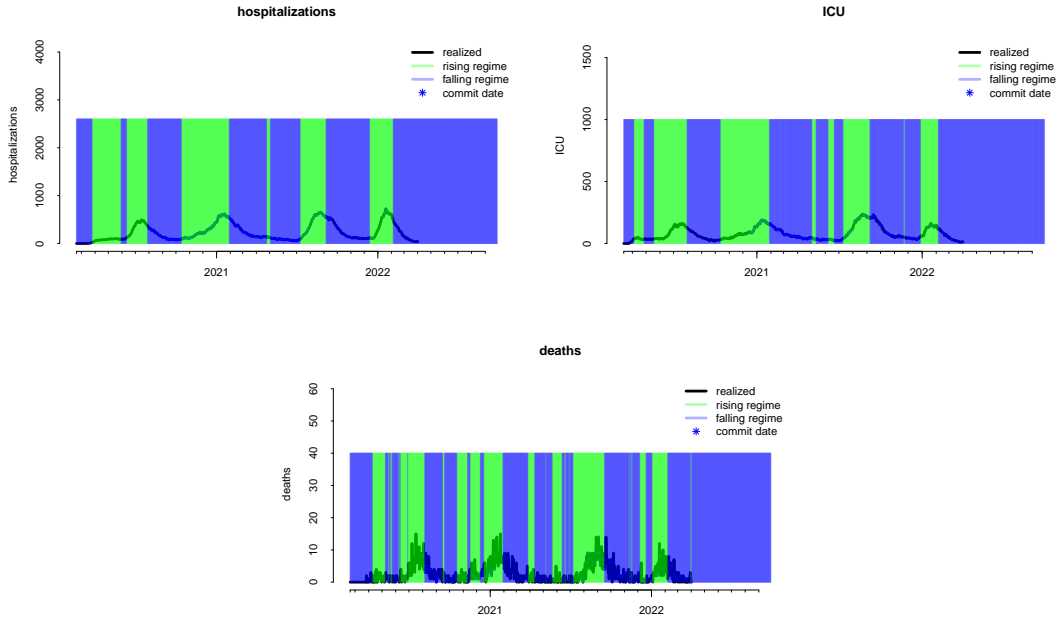 hospitalizations
hospitalizations
4000
3000
2000
1000
0
2021
2022
realized
rising regime
falling regime
commit date
ICU
ICU
1500
1000
500
0
2021
2022
realized
rising regime
falling regime
commit date
deaths
deaths
60
50
40
30
20
10
0
2021
2022
realized
rising regime
falling regime
commit date